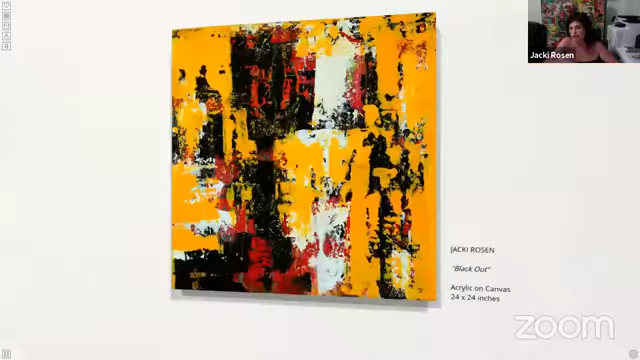 Jacki Rosen
JACKI ROSEN
"Black Out"
Acrylic on Canvas
24 x 24 inches
zoom